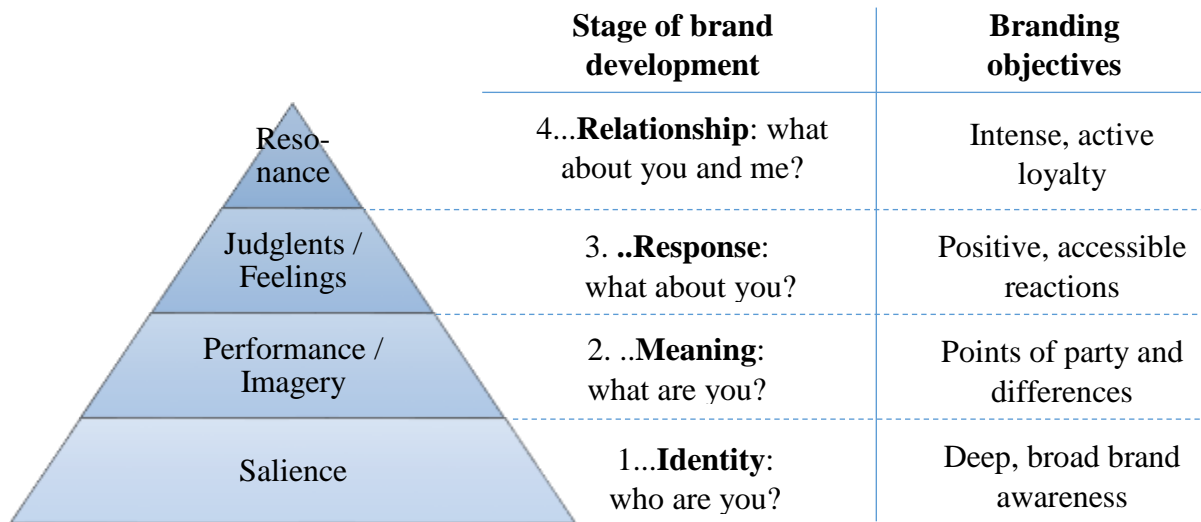 Stage of brand
development
Branding
objectives
Reso-
nance
4...Relationship: what
about you and me?
Intense, active
loyalty
Judglents /
Feelings
3. ..Response:
what about you?
Positive, accessible
reactions
Performance /
Imagery
2. ..Meaning:
what are you?
Points of party and
differences
Salience
1...Identity:
who are you?
Deep, broad brand
awareness